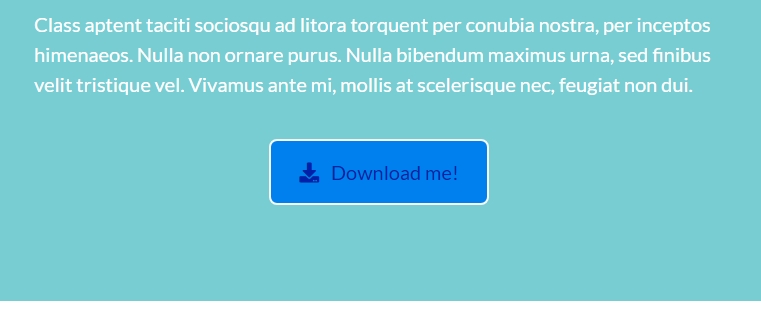 Class aptent taciti sociosqu ad litora torquent per conubia nostra, per inceptos
himenaeos. Nulla non ornare purus. Nulla bibendum maximus urna, sed finibus
velit tristique vel. Vivamus ante mi, mollis at scelerisque nec, feugiat non dui.
Download me!